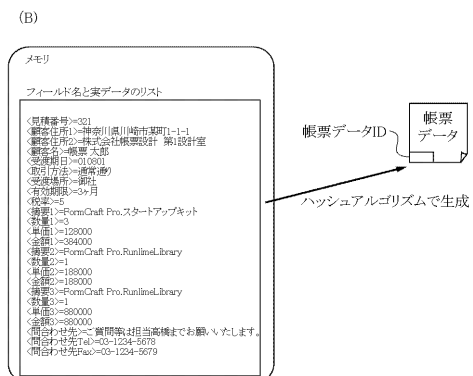 (B)
メモリ
フィールド名と実データのリスト
<見積番号>=321
<顧客住所1>=神奈川県川崎市某町1-1-1
<顧客住所2>=株式会社帳票設計 第1設計室
<顧客名>=帳票 太郎
<受渡期日>=010801
<取引方法>=通常通り
<受渡場所>=御社
<有効期限>=3ヶ月
<税率>=5
<摘要1>=FormCraft Pro.スタートアップキット
<数量1>=3
<単価1>=128000
<金額1>=384000
<摘要2>=FormCraft Pro.RunlimeLibrary
<数量2>=1
<単価2>=188000
<金額2>=188000
<摘要3>=FormCraft Pro.RunlimeLibrary
<数量3>=1
<単価3>=880000
<金額3>=880000
<問合わせ先>=ご質問等は担当高橋までお願いいたします。
<問合わせ先Tel>=03-1234-5678
<問合わせ先Fax>=03-1234-5679
帳票
データ
帳票データID
ハッシュアルゴリズムで生成